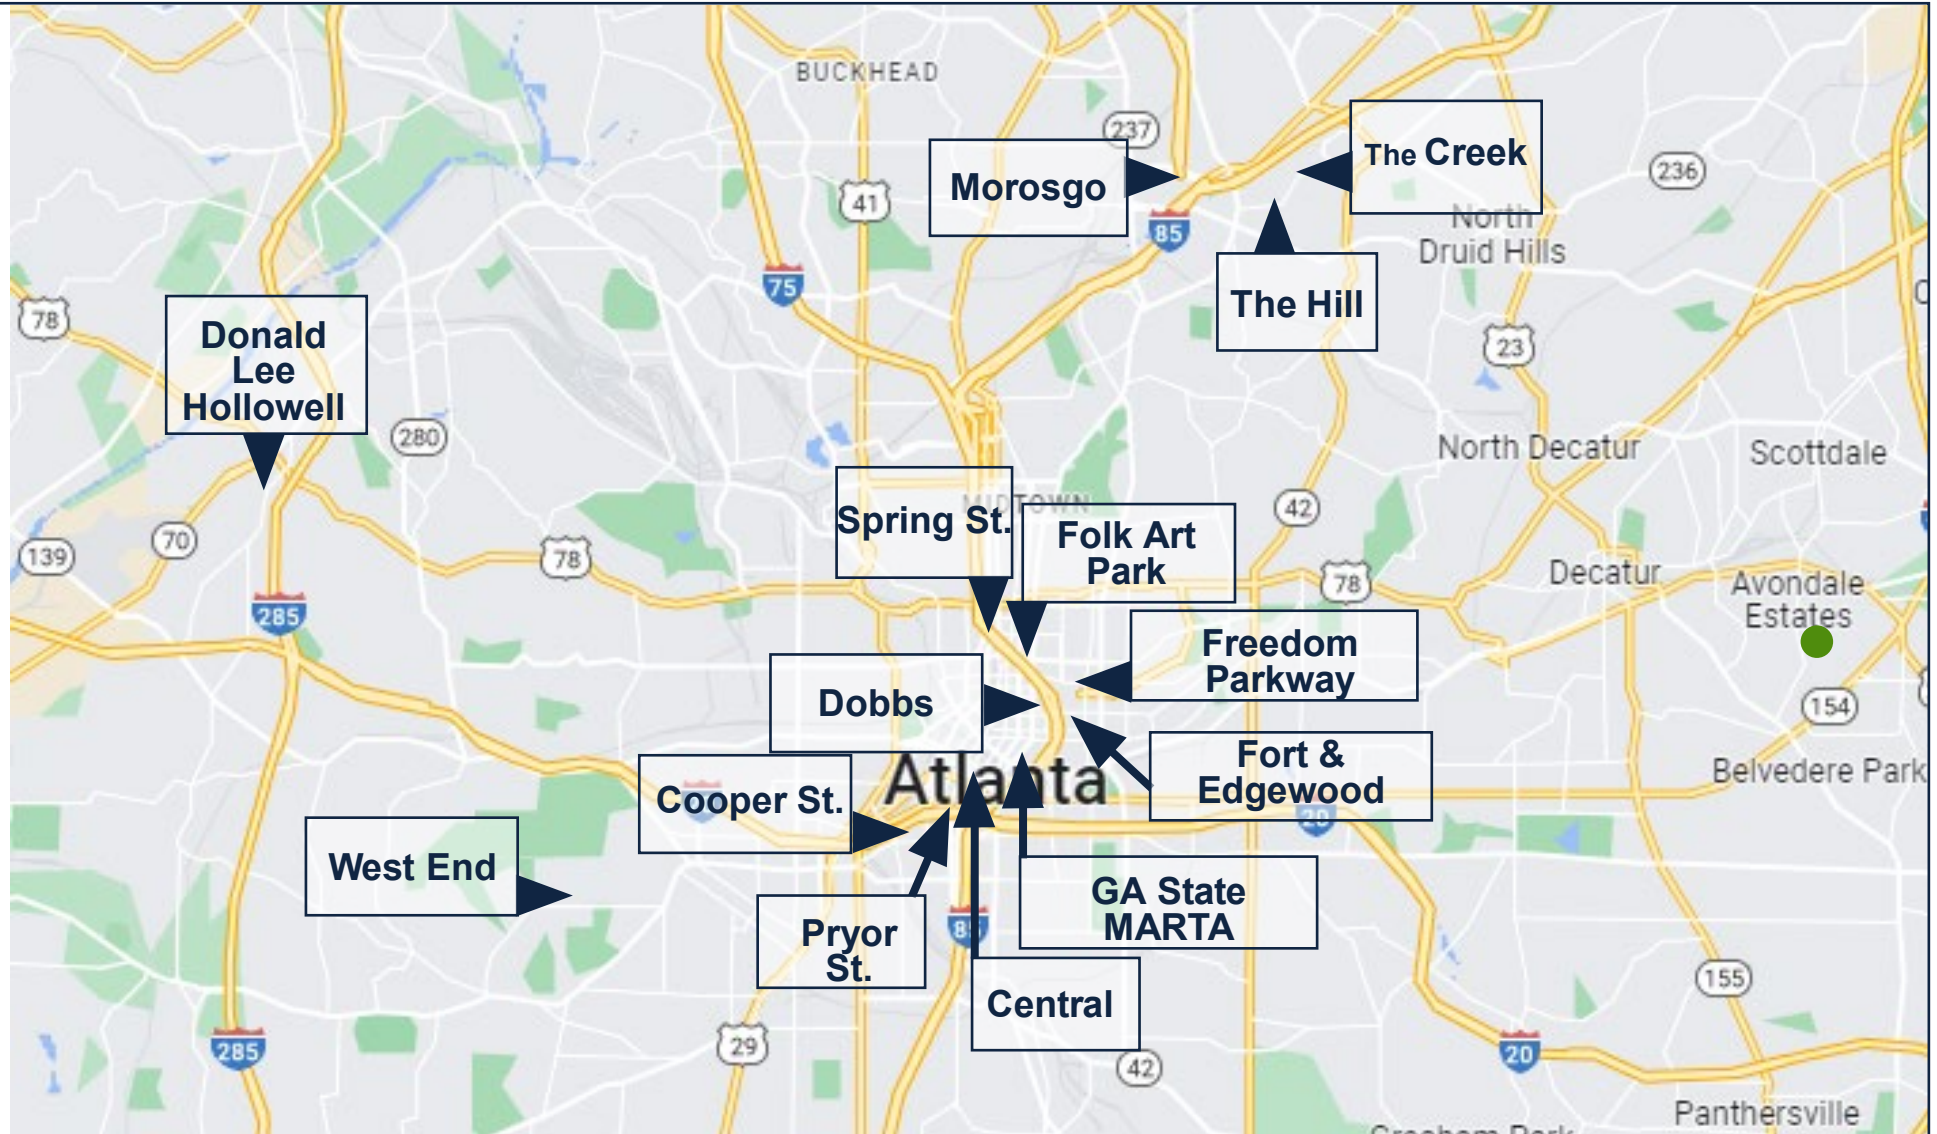 BUCKHEAD
237
The Creek
Morosgo
41
236
North
Druid Hills
85
75
78
The Hill
Donald
Lee
Hollowell
23
280
North Decatur
Scottdale
MIDTOWN
Spring St.
42
Folk Art
Park
139
70
78
78
Decatur
Avondale
Estates
285
Freedom
Parkway
Dobbs
154
Fort &
Edgewood
Atlanta
Belvedere Park
Cooper St.
20
West End
GA State
MARTA
Pryor
St.
85
155
Central
29
285
20
42
Panthersville
Gresham Park